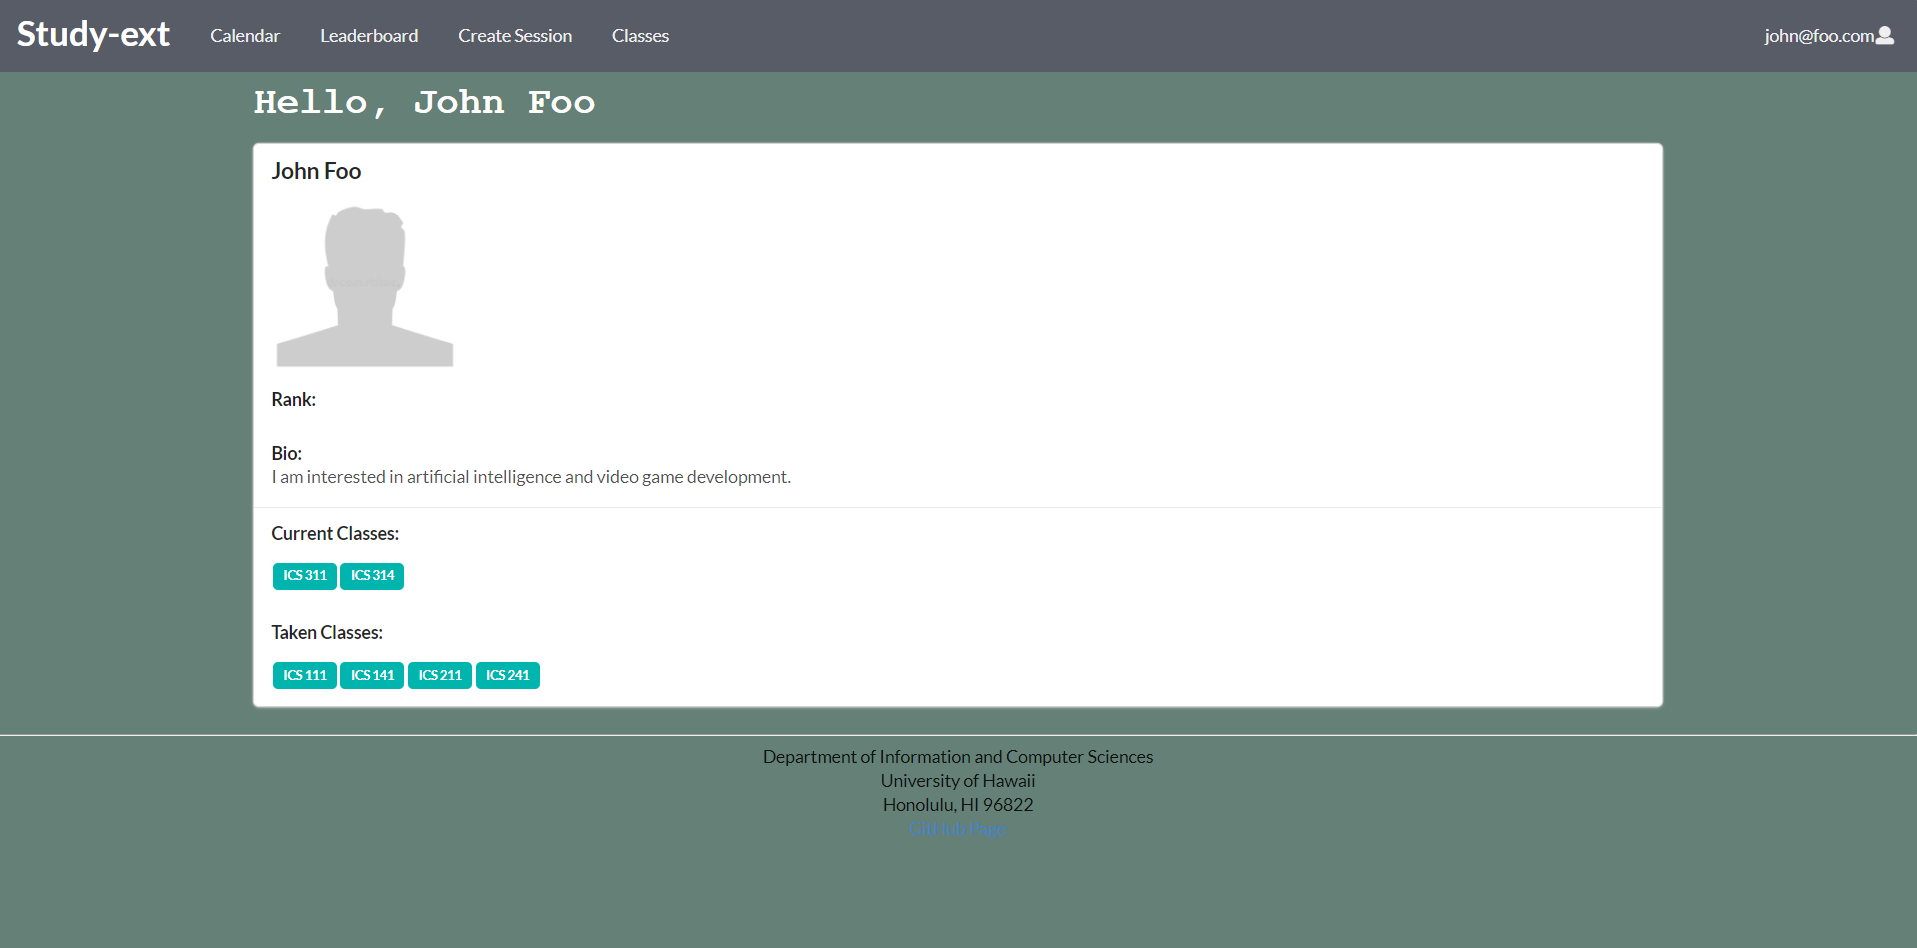 Study-ext Calendar Leaderboard Create Session Classes john@foo.com
Hello, John Foo
John Foo
Rank:
Bio:
I am interested in artificial intelligence and video game development.
Current Classes:
ICS 311 ICS 314
Taken Classes:
ICS 111 ICS 141 ICS 211 ICS 241
Department of Information and Computer Sciences
University of Hawaii
Honolulu, HI 96822
GitHub Page